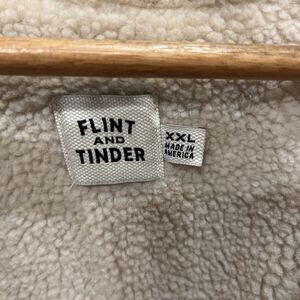 FLINT
AND
TINDER
XXL
MADE IN
AMERICA